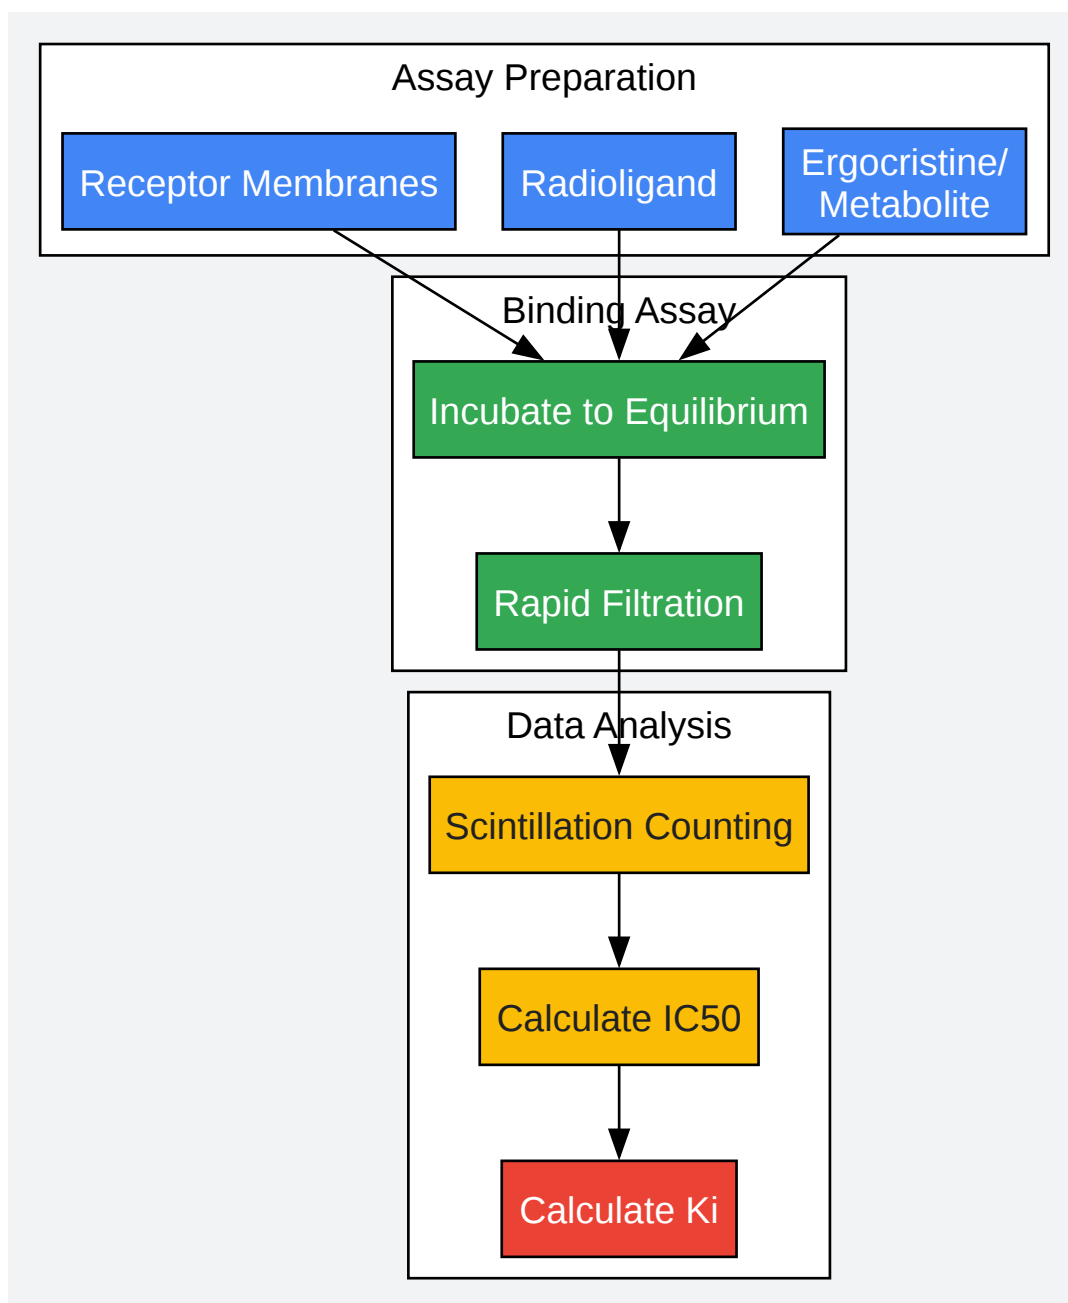 Assay Preparation
Receptor Membranes
Radioligand
Ergocristine/
Metabolite
Binding Assay
Incubate to Equilibrium
Rapid Filtration
Data Analysis
Scintillation Counting
Calculate IC50
Calculate Ki